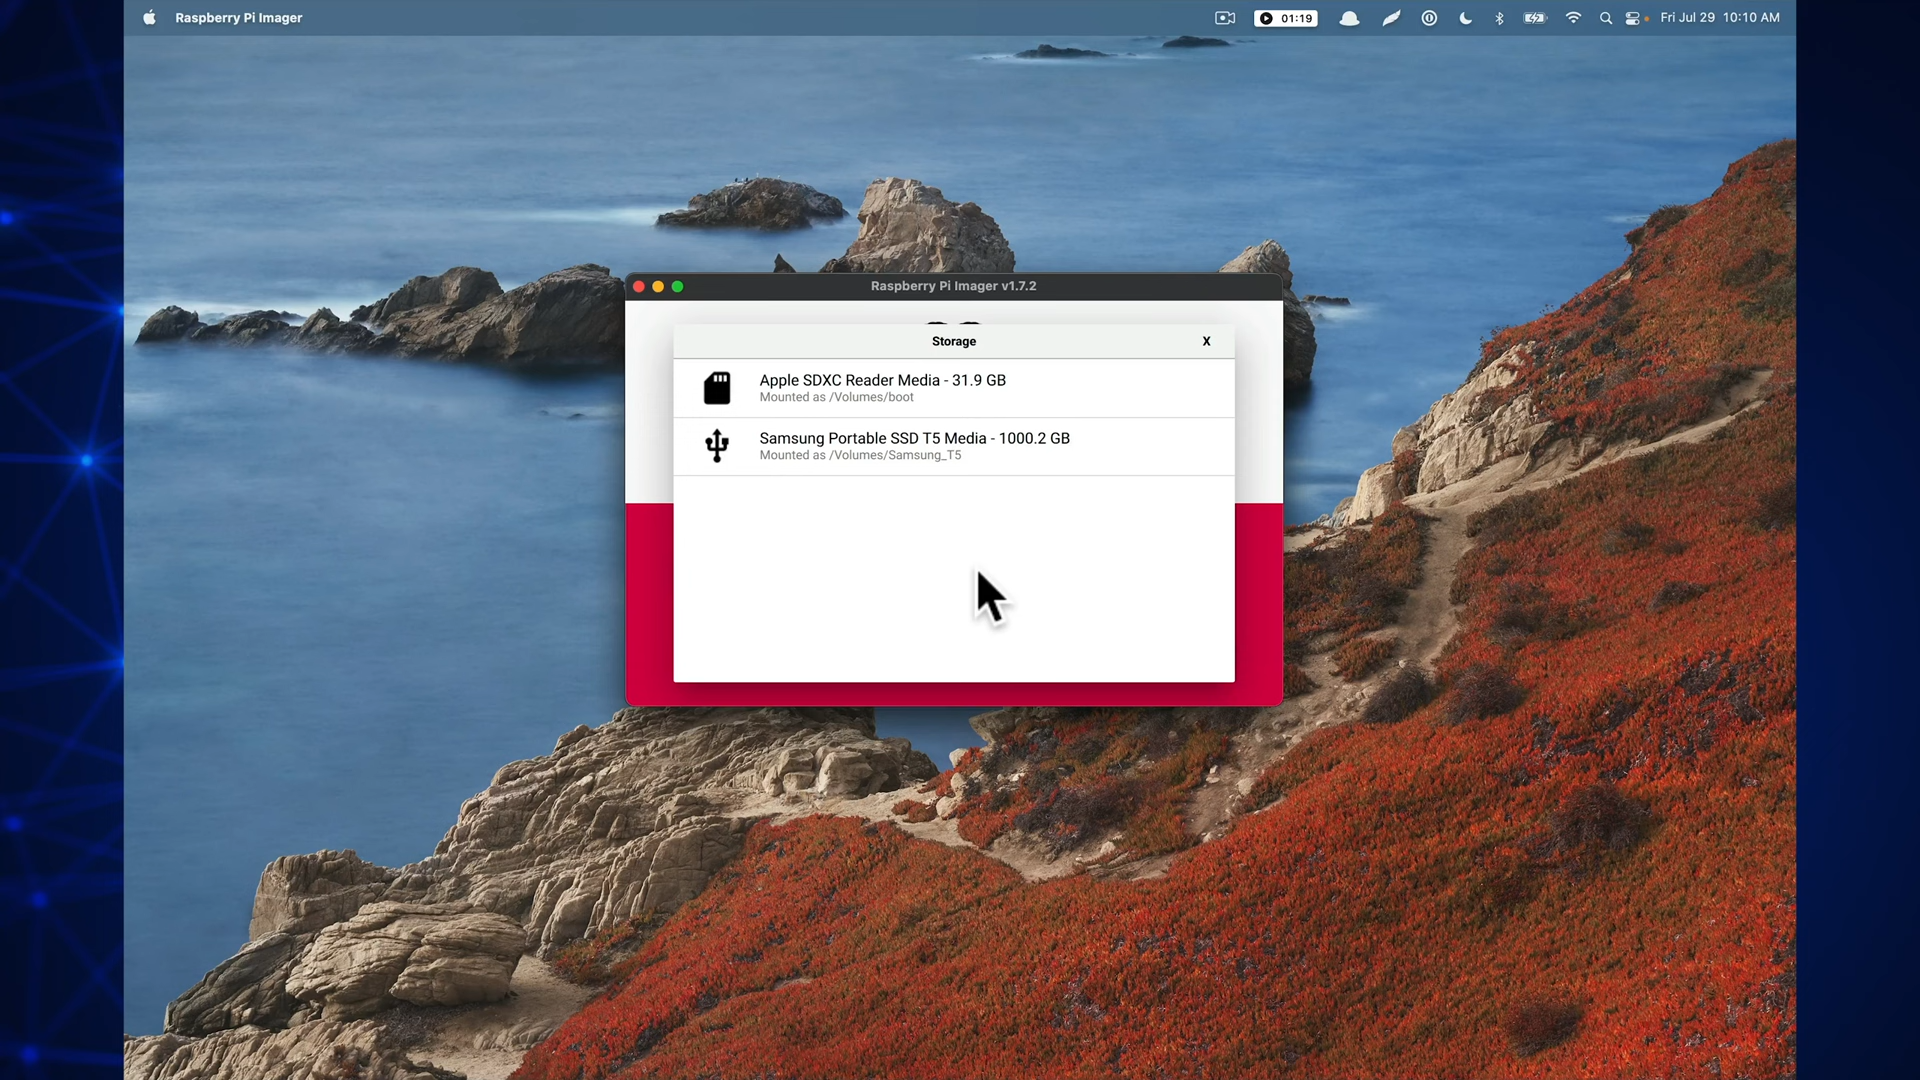 Raspberry Pi Imager
01:19
Fri Jul 29 10:10 AM
Raspberry Pi Imager v1.7.2
Storage
X
Apple SDXC Reader Media - 31.9 GB
Mounted as /Volumes/boot
Samsung Portable SSD T5 Media - 1000.2 GB
Mounted as /Volumes/Samsung_T5